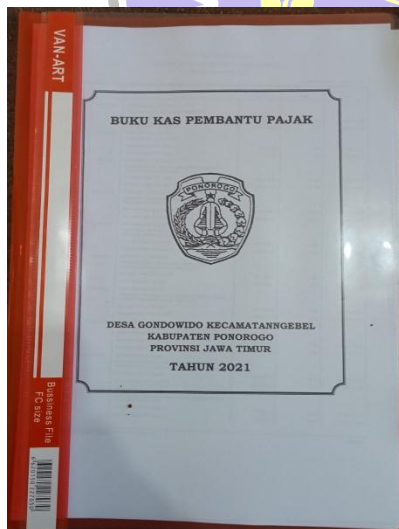 VAN-ART
BUKU KAS PEMBANTU PAJAK
PONOROGO
DESA GONDOWIDO KECAMATANNGEBEL
KABUPATEN PONOROGO
PROVINSI JAWA TIMUR
TAHUN 2021
Bussiness File
FC size